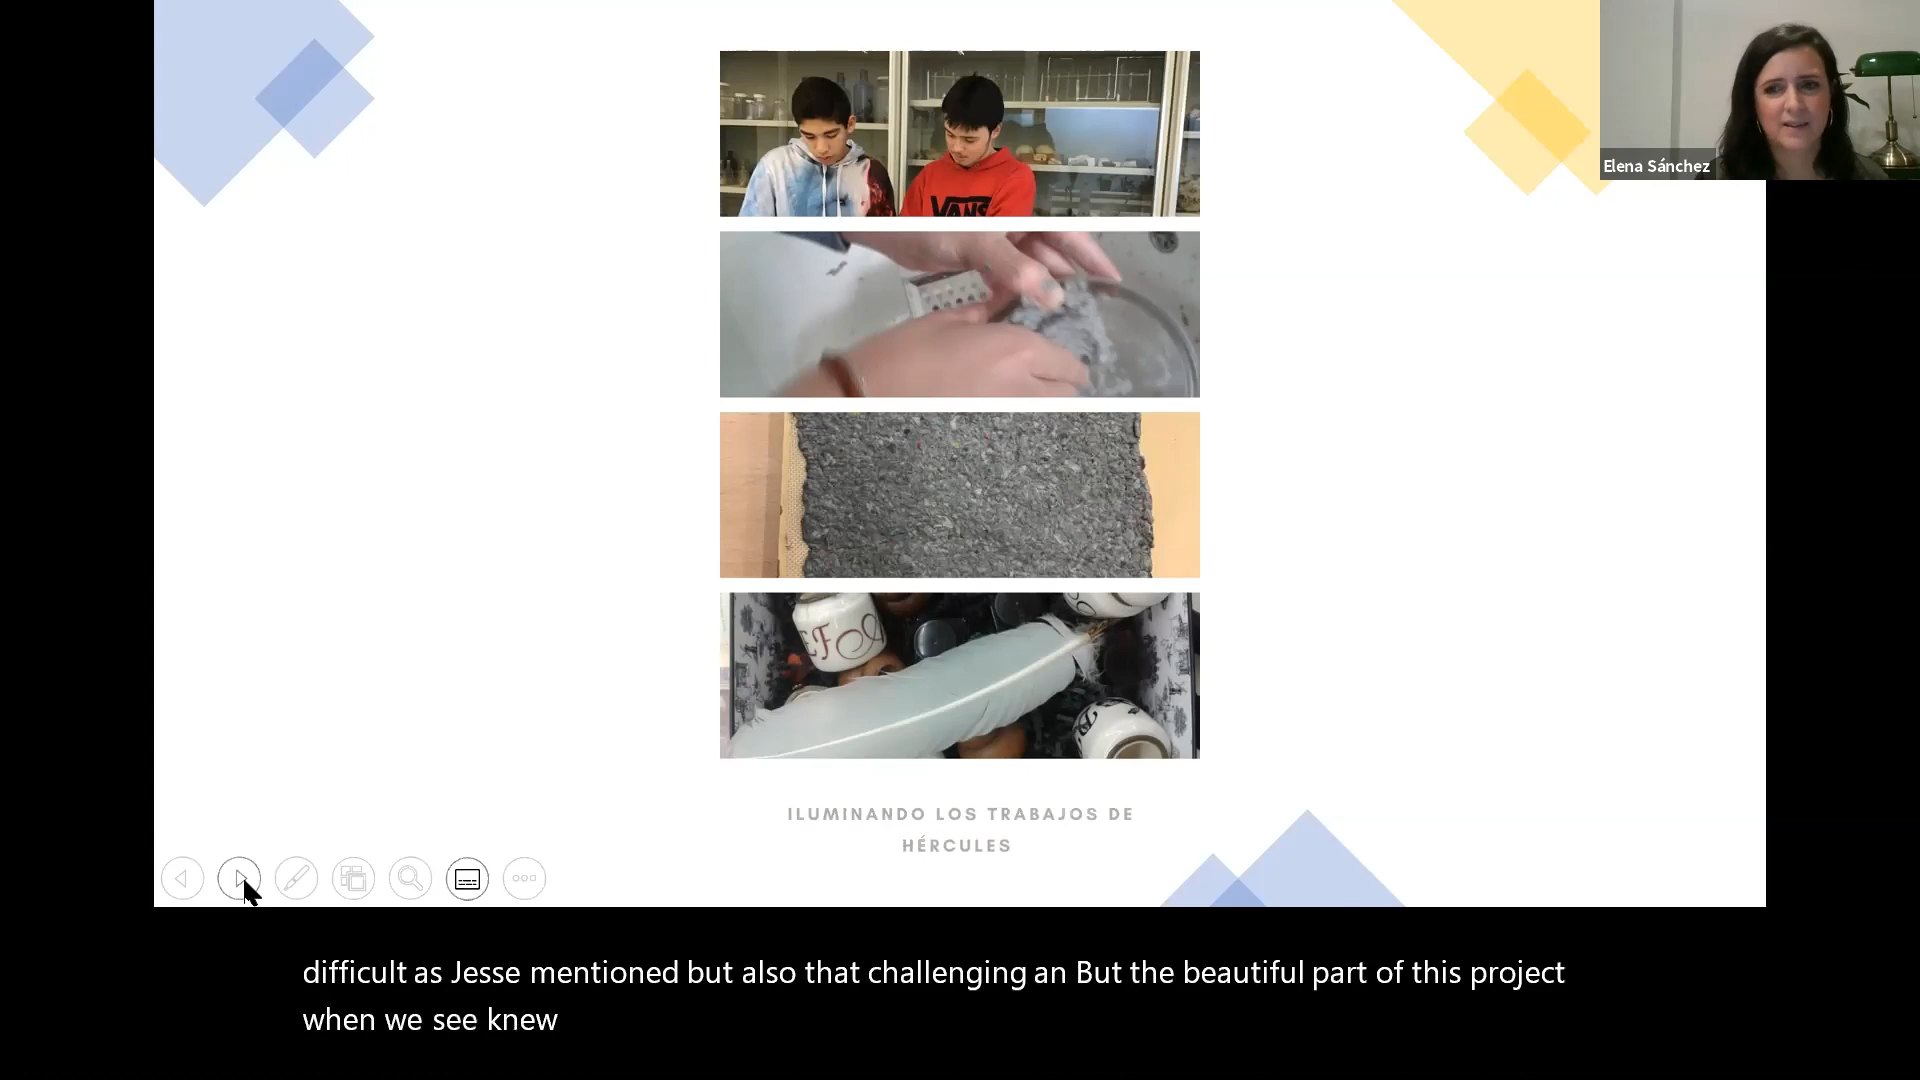 VANS
Elena Sánchez
EFG
ILUMINANDO LOS TRABAJOS DE
HÉRCULES
difficult as Jesse mentioned but also that challenging an But the beautiful part of this project
when we see knew